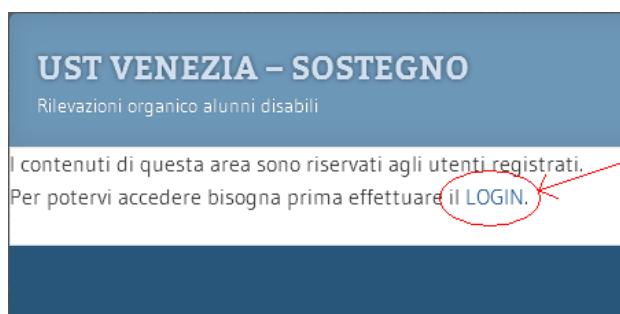 UST VENEZIA – SOSTEGNO
Rilevazioni organico alunni disabili
I contenuti di questa area sono riservati agli utenti registrati.
Per potervi accedere bisogna prima effettuare il LOGIN.